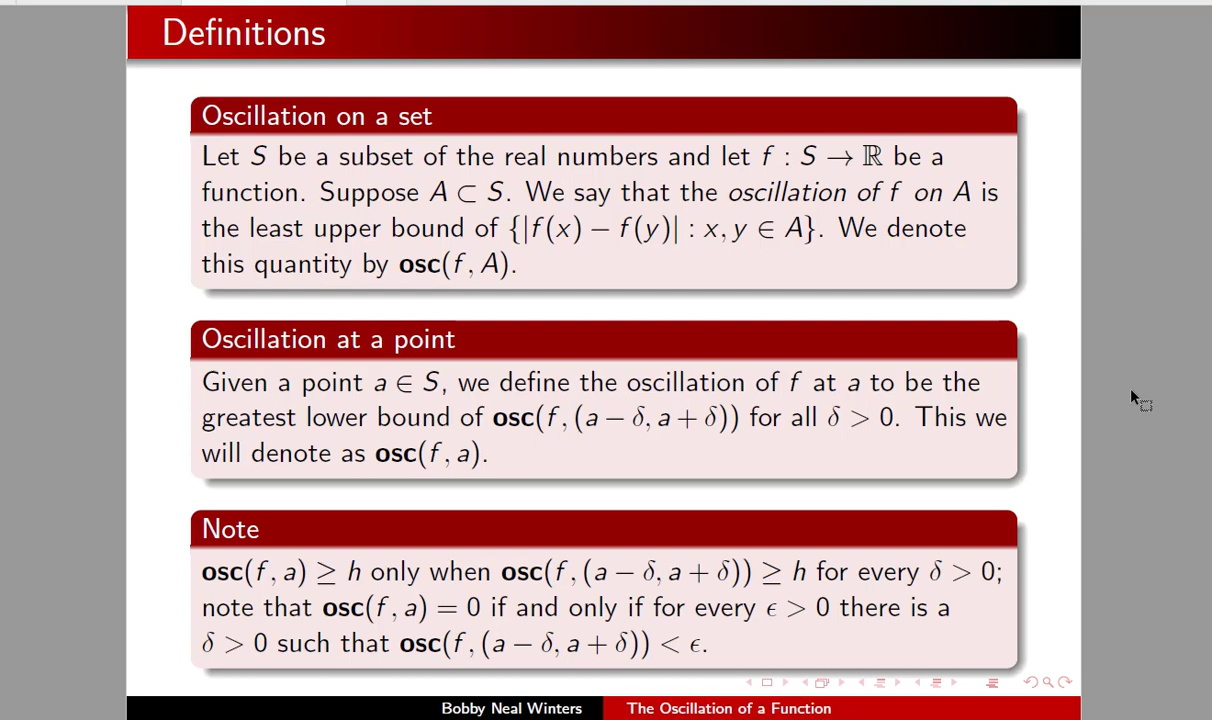 Definitions
Oscillation on a set
Let S be a subset of the real numbers and let f : S → ℝ be a
function. Suppose A ⊂ S. We say that the oscillation of f on A is
the least upper bound of {|f(x) − f(y)| : x, y ∈ A}. We denote
this quantity by osc(f, A).
Oscillation at a point
Given a point a ∈ S, we define the oscillation of f at a to be the
greatest lower bound of osc(f, (a − δ, a + δ)) for all δ > 0. This we
will denote as osc(f, a).
Note
osc(f, a) ≥ h only when osc(f, (a − δ, a + δ)) ≥ h for every δ > 0;
note that osc(f, a) = 0 if and only if for every ϵ > 0 there is a
δ > 0 such that osc(f, (a − δ, a + δ)) < ϵ.
Bobby Neal Winters The Oscillation of a Function